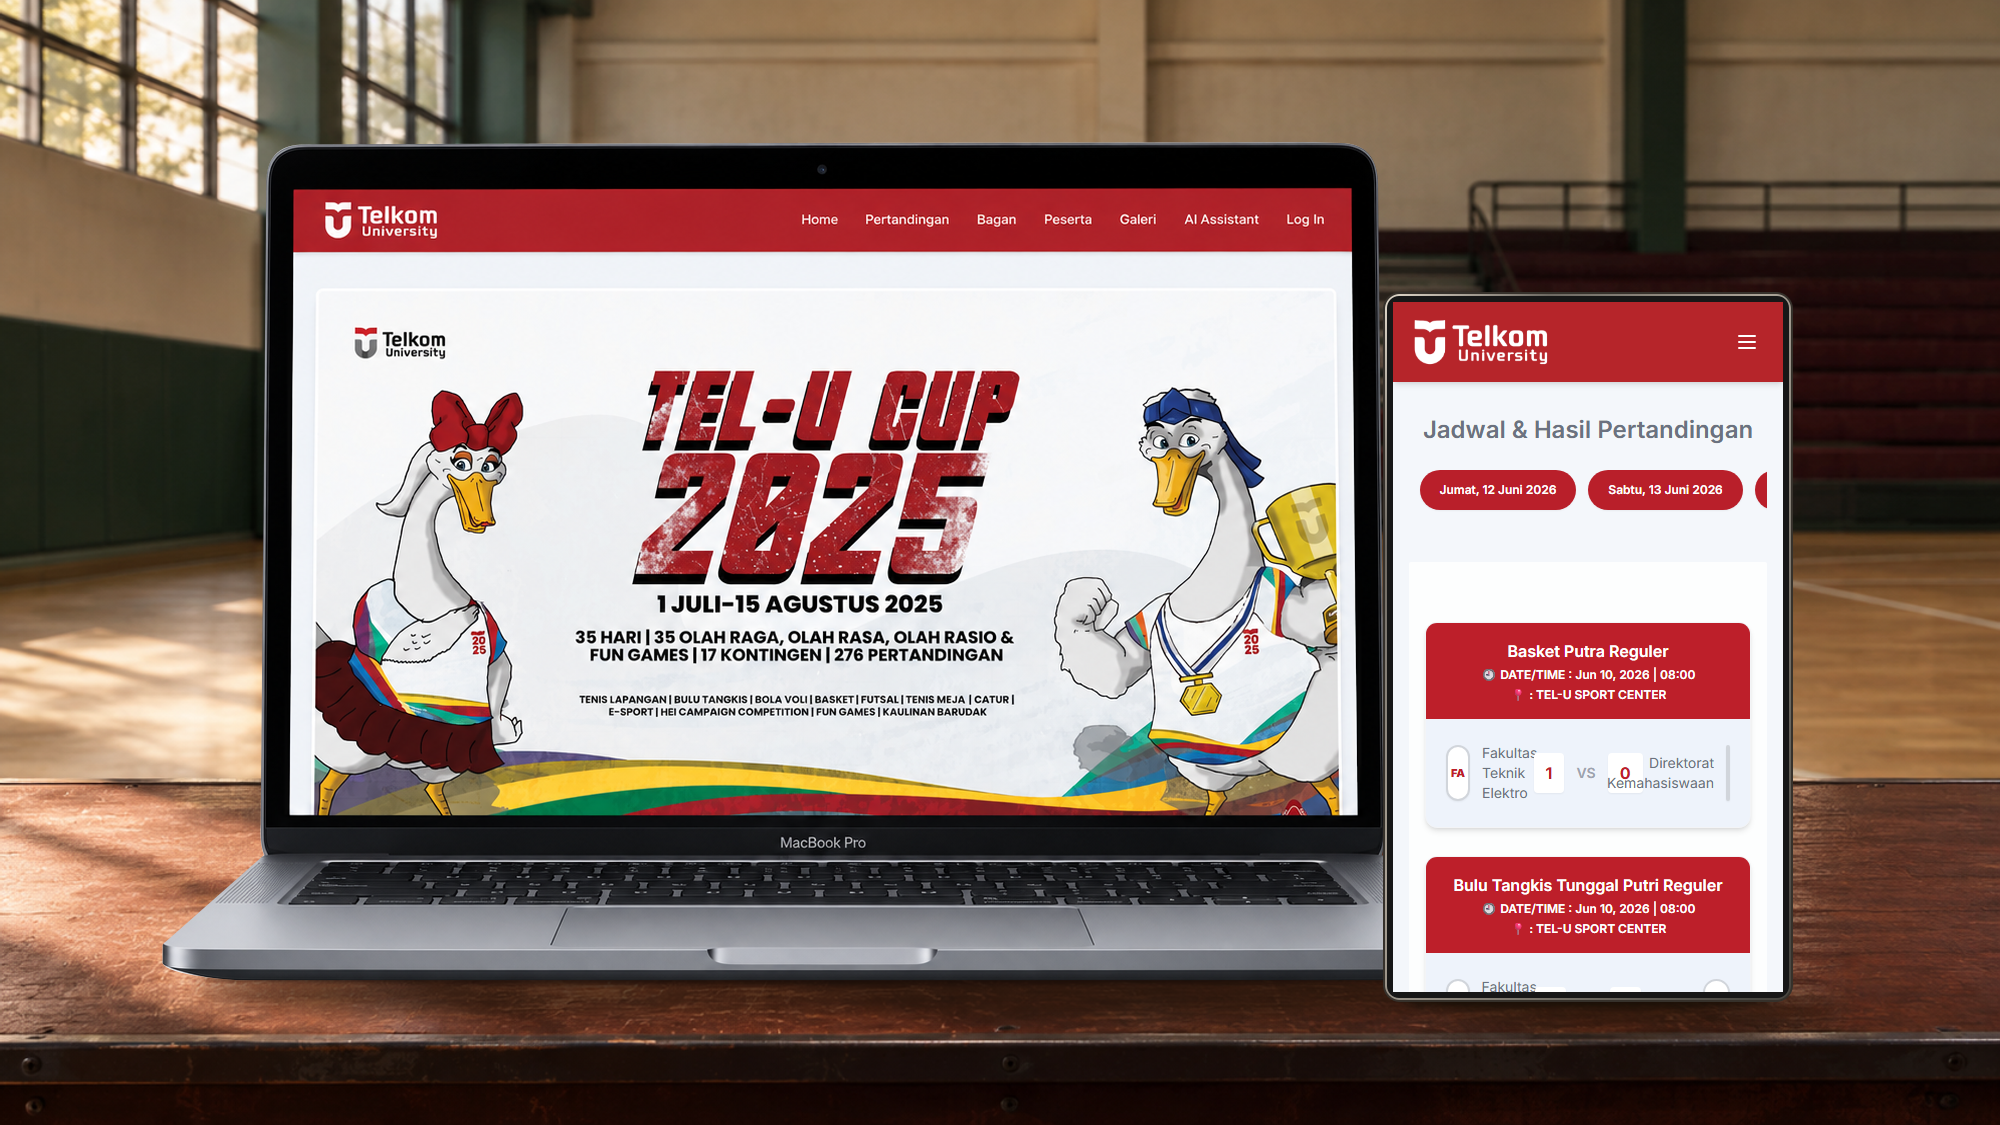 Telkom
University
Home Pertandingan Bagan Peserta Galeri AI Assistant Log In
Telkom
University
TEL-U CUP
2025
1 JULI-15 AGUSTUS 2025
35 HARI | 35 OLAH RAGA, OLAH RASA, OLAH RASIO &
FUN GAMES | 17 KONTINGEN | 276 PERTANDINGAN
TENIS LAPANGAN | BULU TANGKIS | BOLA VOLI | BASKET | FUTSAL | TENIS MEJA | CATUR |
E-SPORT | HEI CAMPAIGN COMPETITION | FUN GAMES | KAULINAN BARUDAK
20
25
20
25
MacBook Pro
Telkom
University
Jadwal & Hasil Pertandingan
Jumat, 12 Juni 2026
Sabtu, 13 Juni 2026
Basket Putra Reguler
DATE/TIME : Jun 10, 2026 | 08:00
: TEL-U SPORT CENTER
FA
Fakultas
Teknik
Elektro
1 VS 0
Direktorat
Kemahasiswaan
Bulu Tangkis Tunggal Putri Reguler
DATE/TIME : Jun 10, 2026 | 08:00
: TEL-U SPORT CENTER
Fakultas